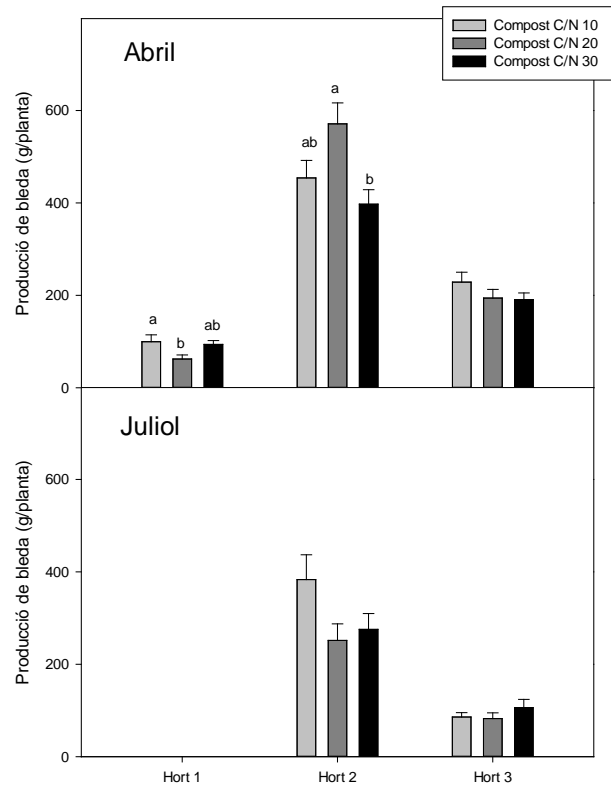 Compost C/N 10
Compost C/N 20
Compost C/N 30
Abril
Producció de bleda (g/planta)
600
400
200
0
a
b
ab
ab
a
b
Juliol
Producció de bleda (g/planta)
600
400
200
0
Hort 1 Hort 2 Hort 3